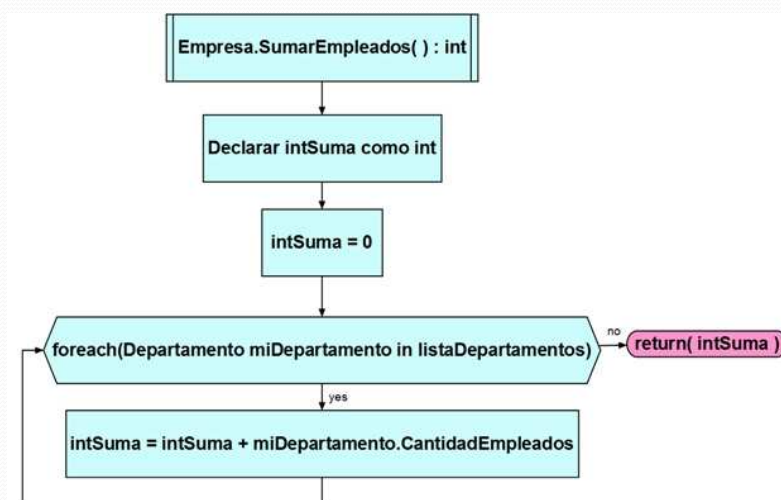 Empresa.SumarEmpleados( ) : int
Declarar intSuma como int
intSuma = 0
foreach(Departamento miDepartamento in listaDepartamentos)
no
return( intSuma )
yes
intSuma = intSuma + miDepartamento.CantidadEmpleados